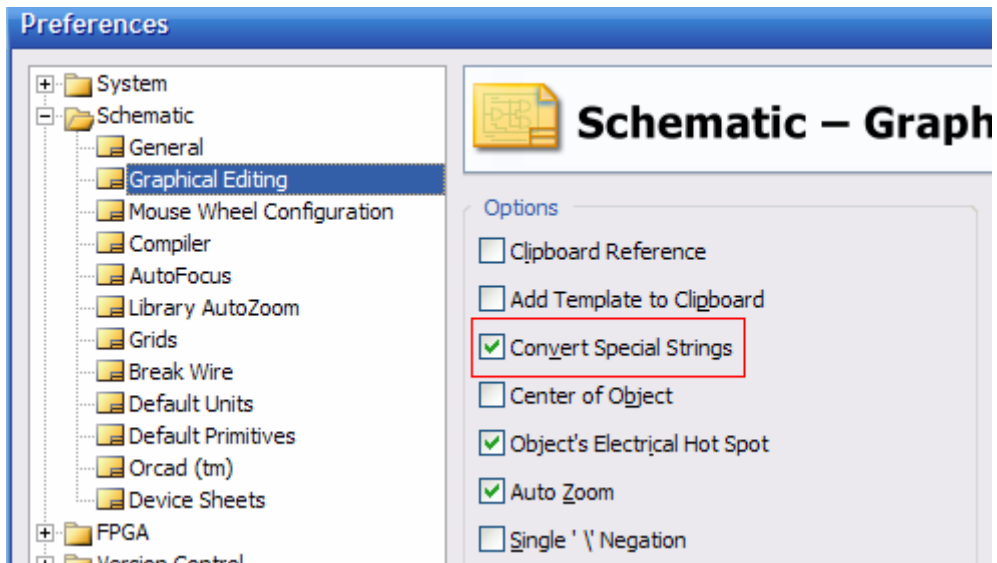 Preferences
System
Schematic
General
Graphical Editing
Mouse Wheel Configuration
Compiler
AutoFocus
Library AutoZoom
Grids
Break Wire
Default Units
Default Primitives
Orcad (tm)
Device Sheets
FPGA
Version Control
Schematic – Graph
Options
Clipboard Reference
Add Template to Clipboard
Convert Special Strings
Center of Object
Object's Electrical Hot Spot
Auto Zoom
Single ' \' Negation